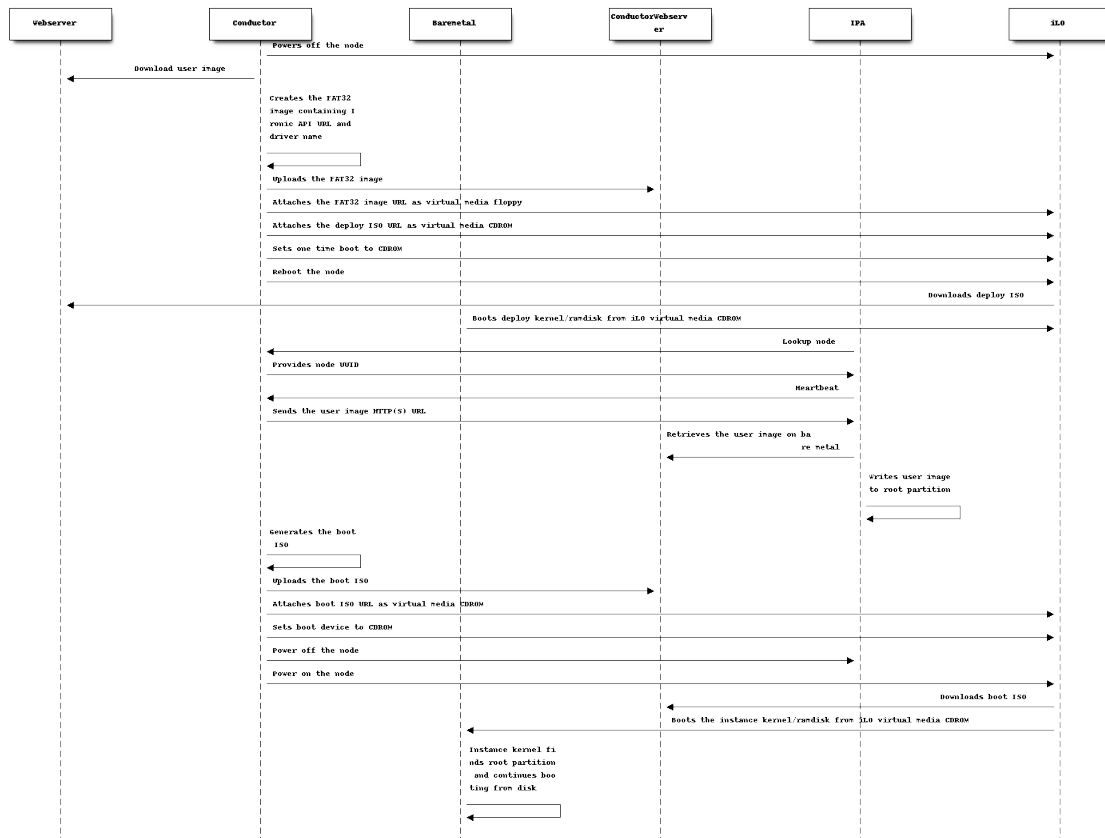 Webserver
Conductor
Baremetal
ConductorWebserv
er
IPA
iLO
Powers off the node
Download user image
Creates the FAT32
image containing I
ronic API URL and
driver name
Uploads the FAT32 image
Attaches the FAT32 image URL as virtual media floppy
Attaches the deploy ISO URL as virtual media CDROM
Sets one time boot to CDROM
Reboot the node
Downloads deploy ISO
Boots deploy kernel/ramdisk from iLO virtual media CDROM
Lookup node
Provides node UUID
Heartbeat
Sends the user image HTTP(S) URL
Retrieves the user image on ba
re metal
Writes user image
to root partition
Generates the boot
ISO
Uploads the boot ISO
Attaches boot ISO URL as virtual media CDROM
Sets boot device to CDROM
Power off the node
Power on the node
Downloads boot ISO
Boots the instance kernel/ramdisk from iLO virtual media CDROM
Instance kernel fi
nds root partition
and continues boo
ting from disk